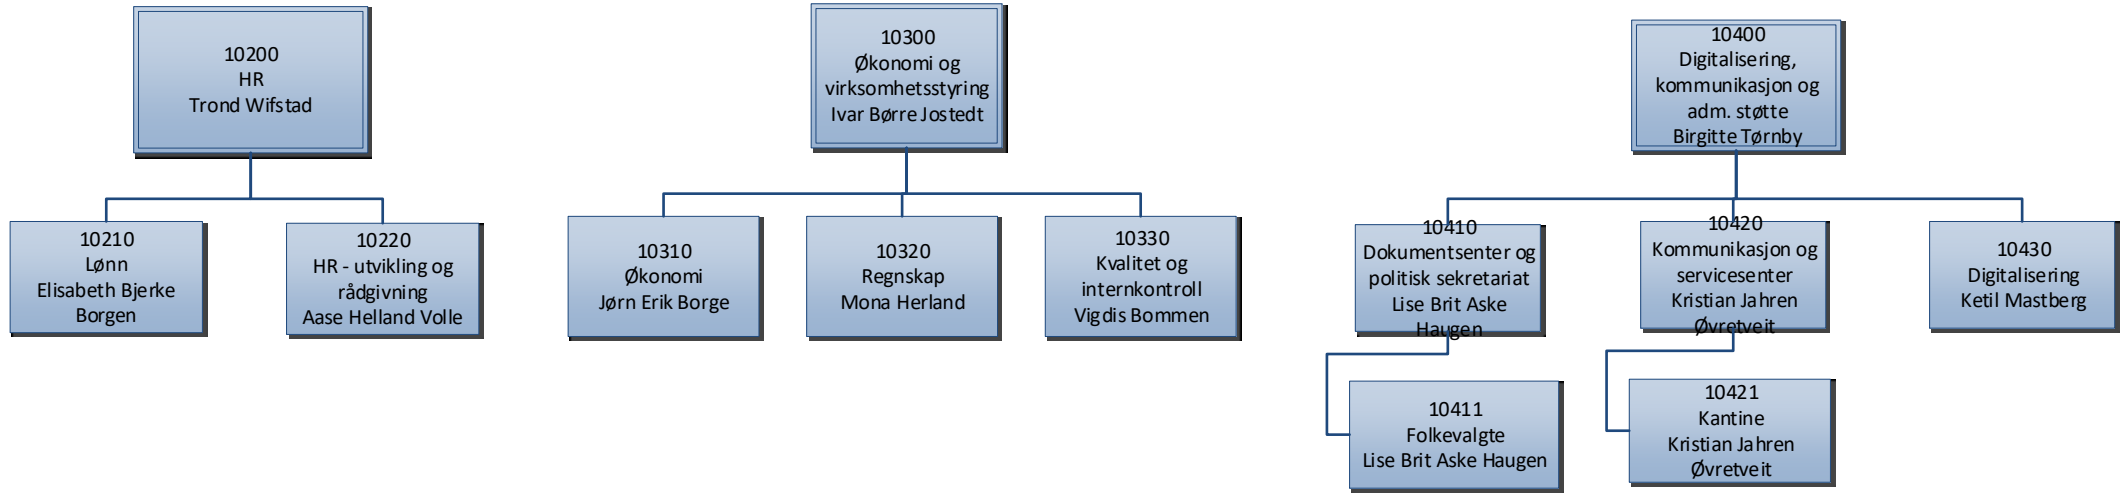 10200
HR
Trond Wifstad
10210
Lønn
Elisabeth Bjerke
Borgen
10220
HR - utvikling og
rådgivning
Aase Helland Volle
10300
Økonomi og
virksomhetsstyring
Ivar Børre Jostedt
10310
Økonomi
Jørn Erik Borge
10320
Regnskap
Mona Herland
10330
Kvalitet og
internkontroll
Vigdis Bommen
10400
Digitalisering,
kommunikasjon og
adm. støtte
Birgitte Tørnby
10410
Dokumentsenter og
politisk sekretariat
Lise Brit Aske
Haugen
10411
Folkevalgte
Lise Brit Aske Haugen
10420
Kommunikasjon og
servicesenter
Kristian Jahren
Øvretveit
10421
Kantine
Kristian Jahren
Øvretveit
10430
Digitalisering
Ketil Mastberg